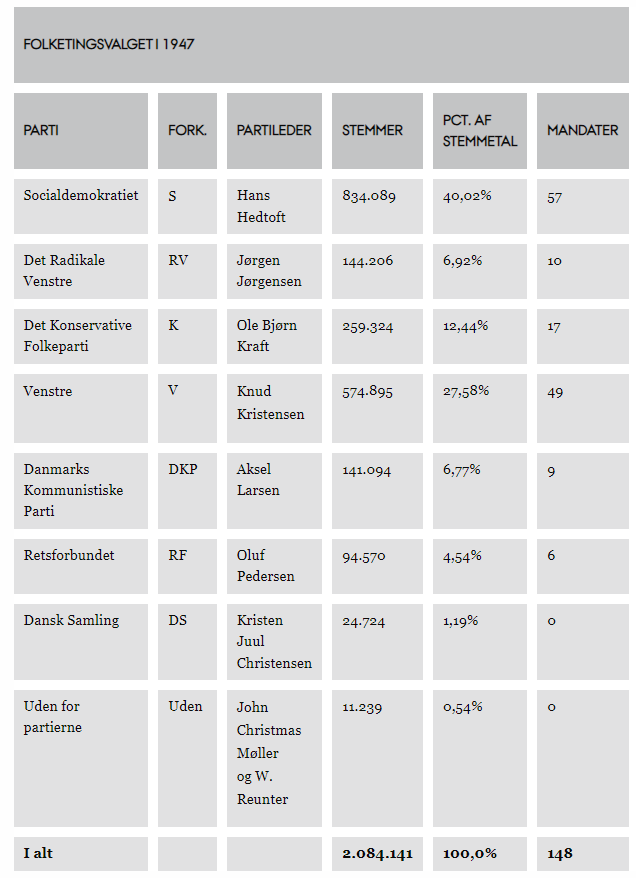 FOLKETINGSVALGET I 1947
PARTI FORK. PARTILEDER STEMMER PCT. AF STEMMETAL MANDATER
Socialdemokratiet S Hans Hedtoft 834.089 40,02% 57
Det Radikale Venstre RV Jørgen Jørgensen 144.206 6,92% 10
Det Konservative Folkeparti K Ole Bjørn Kraft 259.324 12,44% 17
Venstre V Knud Kristensen 574.895 27,58% 49
Danmarks Kommunistiske Parti DKP Aksel Larsen 141.094 6,77% 9
Retsforbundet RF Oluf Pedersen 94.570 4,54% 6
Dansk Samling DS Kristen Juul Christensen 24.724 1,19% 0
Uden for partierne Uden John Christmas Møller og W. Reunter 11.239 0,54% 0
I alt 2.084.141 100,0% 148